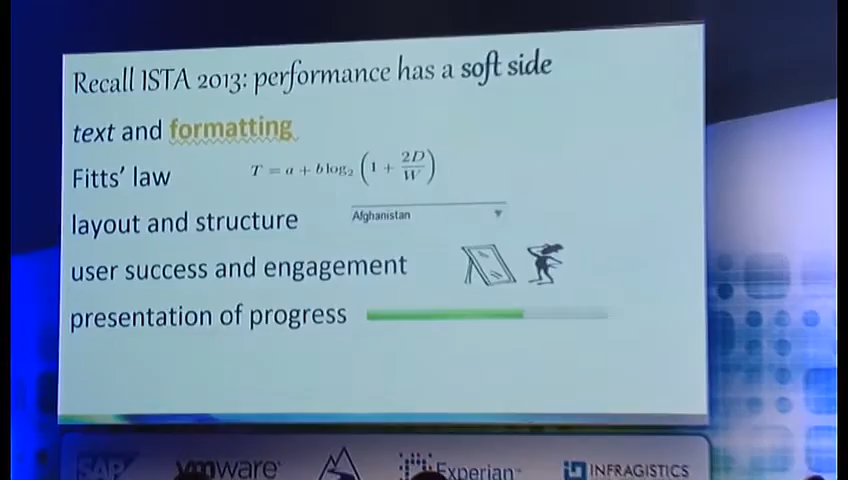 Recall ISTA 2013: performance has a soft side
text and formatting
Fitts' law T = a + b log₂ (1 + 2D/W)
layout and structure Afghanistan
user success and engagement
presentation of progress
SAP vmware Experian INFRAGISTICS